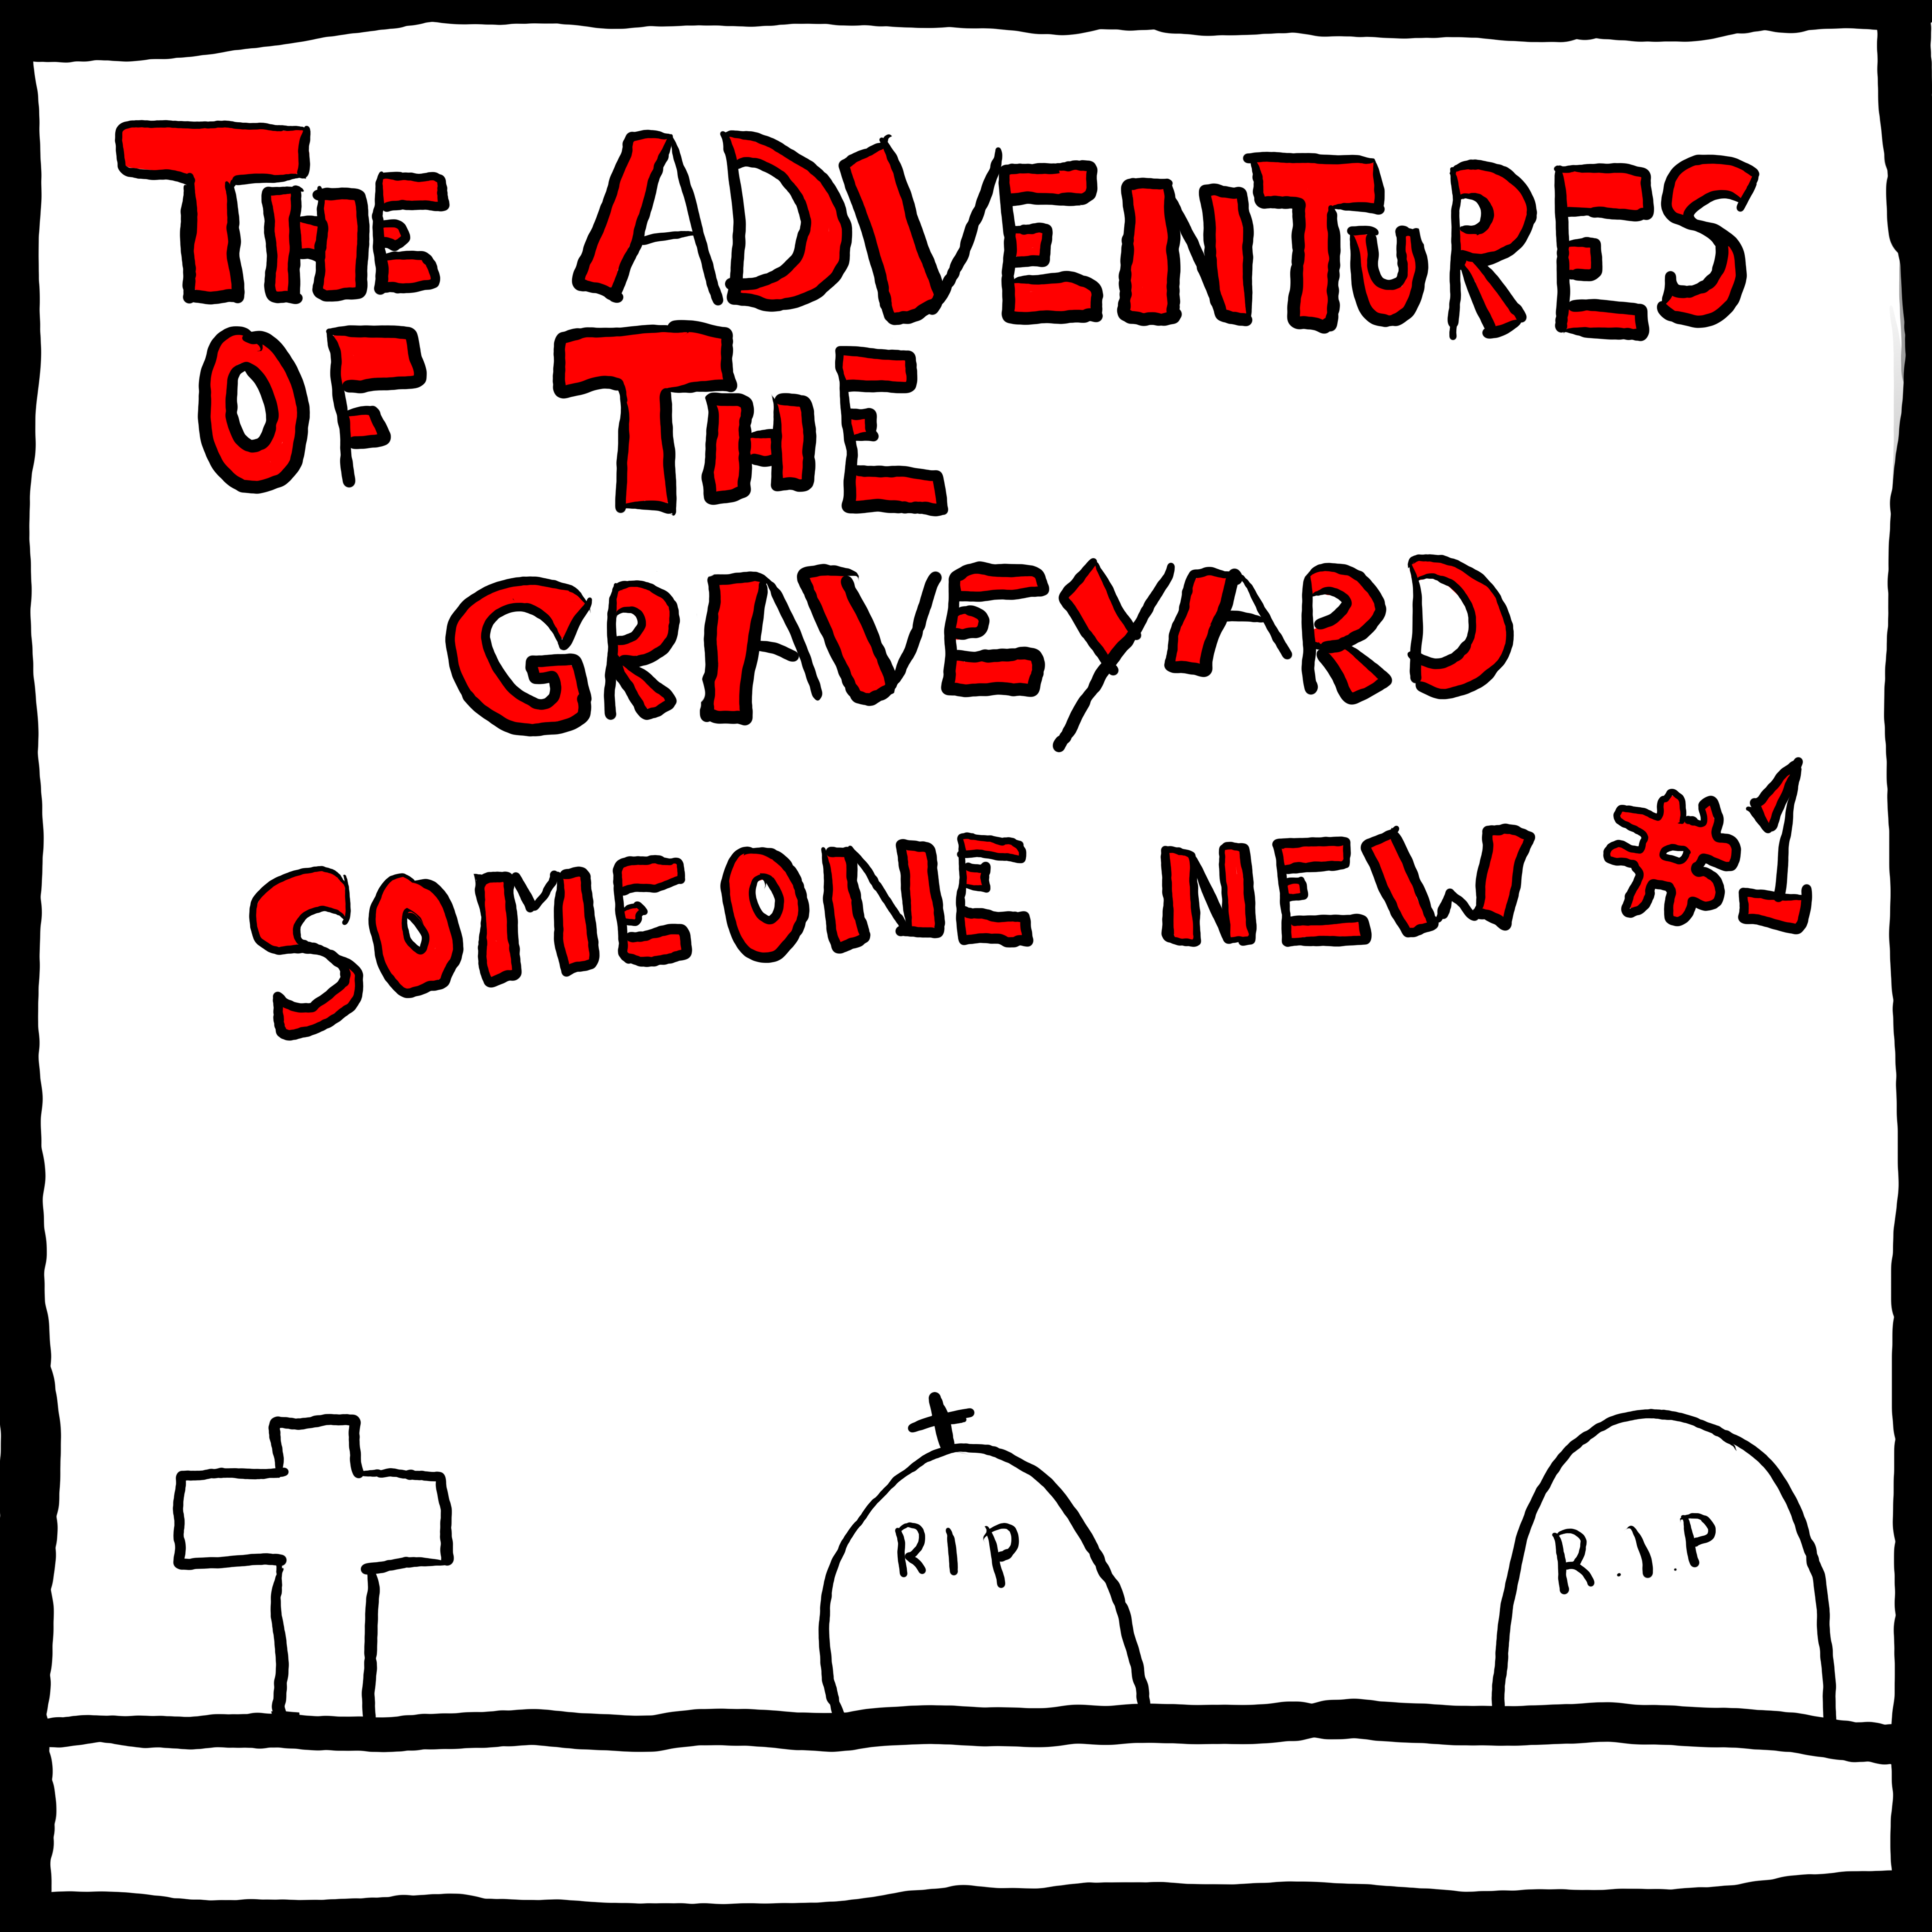 THE ADVENTURES
OF THE
GRAVEYARD
SOMEONE NEW #1
RIP
R.I.P